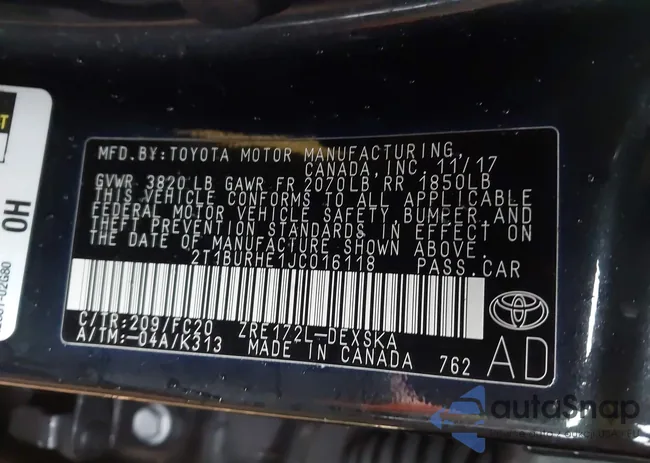 MFD. BY: TOYOTA MOTOR MANUFACTURING,
CANADA, INC. 11/17
GVWR 3820 LB GAWR FR 2070LB RR 1850LB
THIS VEHICLE CONFORMS TO ALL APPLICABLE
FEDERAL MOTOR VEHICLE SAFETY, BUMPER, AND
THEFT PREVENTION STANDARDS IN EFFECT ON
THE DATE OF MANUFACTURE SHOWN ABOVE.
2T1BURHE1JC016118 PASS. CAR
C/TR: 209/FC20 ZRE172L-DEXSKA
A/TM: -04A/K313 MADE IN CANADA 762
AD
OH
autoSnap